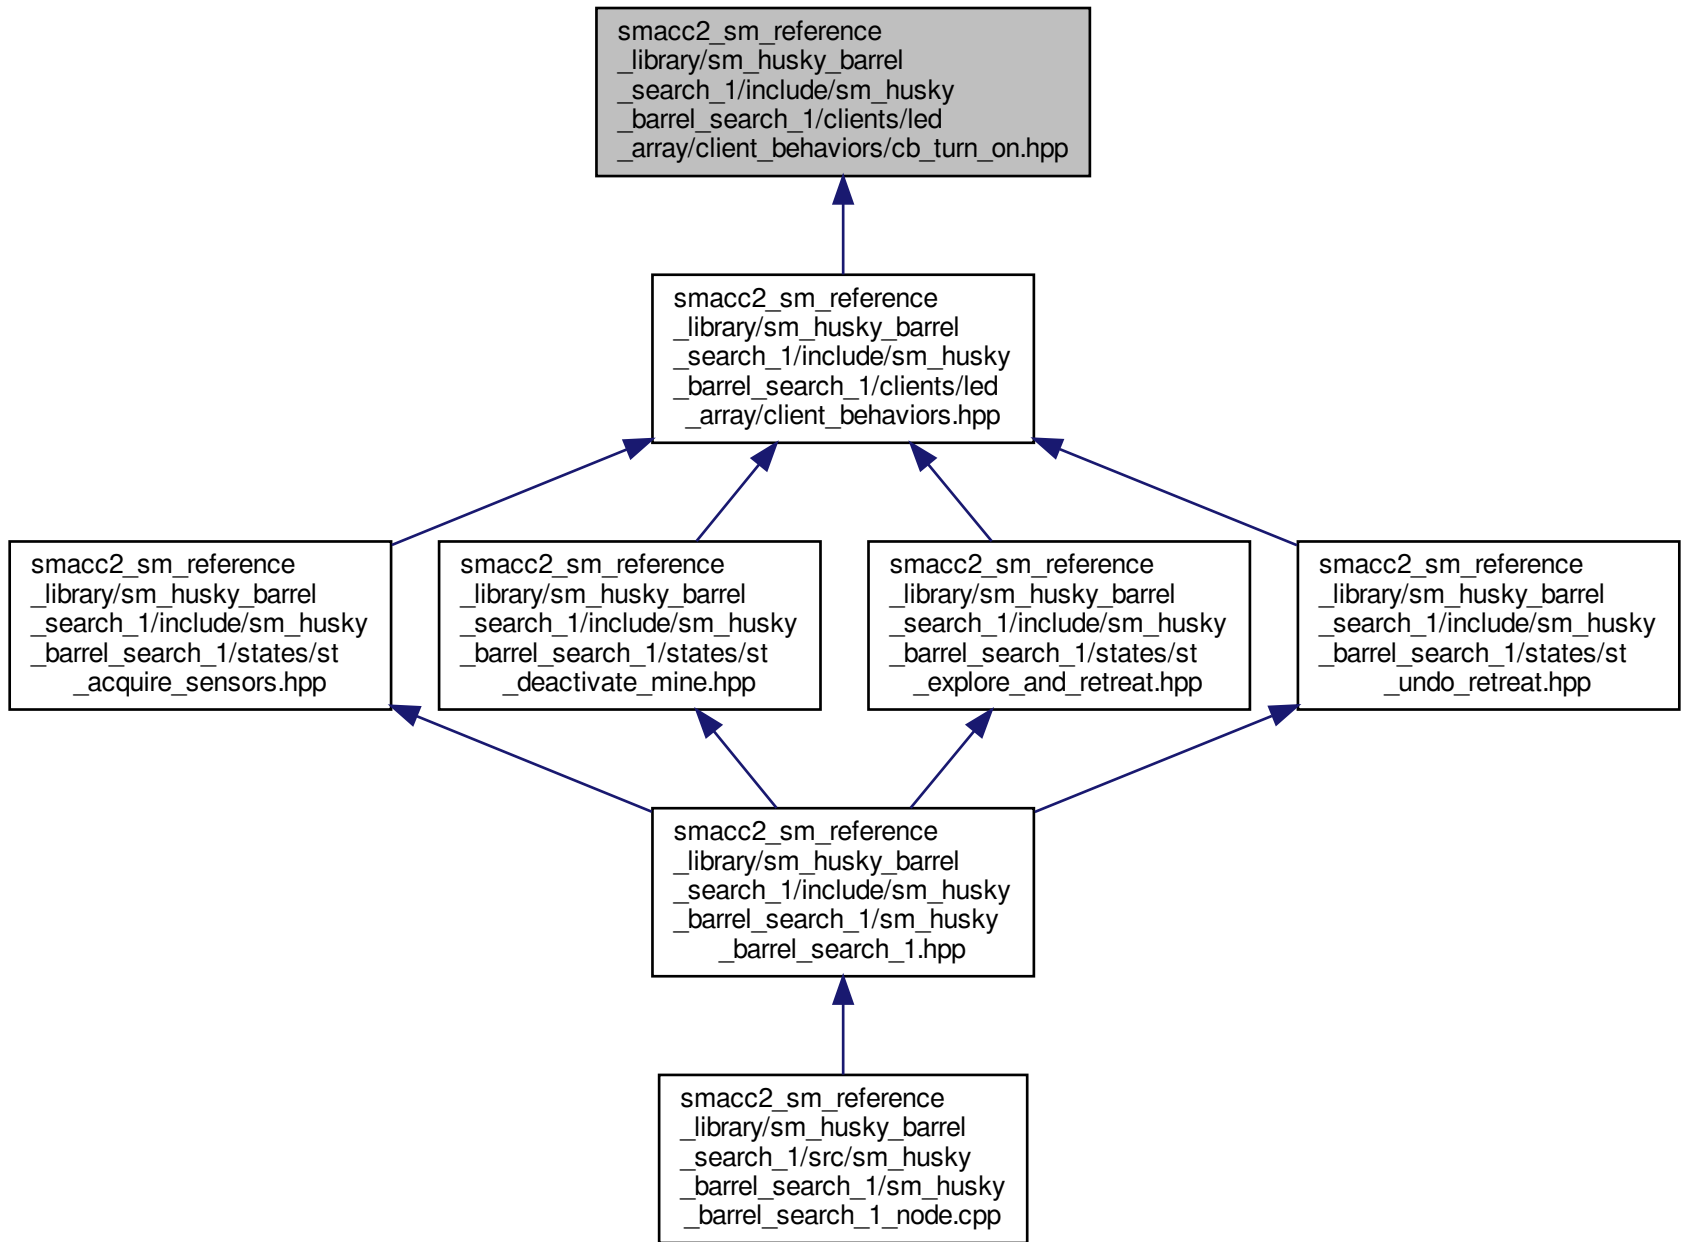 smacc2_sm_reference
_library/sm_husky_barrel
_search_1/include/sm_husky
_barrel_search_1/clients/led
_array/client_behaviors/cb_turn_on.hpp
smacc2_sm_reference
_library/sm_husky_barrel
_search_1/include/sm_husky
_barrel_search_1/clients/led
_array/client_behaviors.hpp
smacc2_sm_reference
_library/sm_husky_barrel
_search_1/include/sm_husky
_barrel_search_1/states/st
_acquire_sensors.hpp
smacc2_sm_reference
_library/sm_husky_barrel
_search_1/include/sm_husky
_barrel_search_1/states/st
_deactivate_mine.hpp
smacc2_sm_reference
_library/sm_husky_barrel
_search_1/include/sm_husky
_barrel_search_1/states/st
_explore_and_retreat.hpp
smacc2_sm_reference
_library/sm_husky_barrel
_search_1/include/sm_husky
_barrel_search_1/states/st
_undo_retreat.hpp
smacc2_sm_reference
_library/sm_husky_barrel
_search_1/include/sm_husky
_barrel_search_1/sm_husky
_barrel_search_1.hpp
smacc2_sm_reference
_library/sm_husky_barrel
_search_1/src/sm_husky
_barrel_search_1/sm_husky
_barrel_search_1_node.cpp